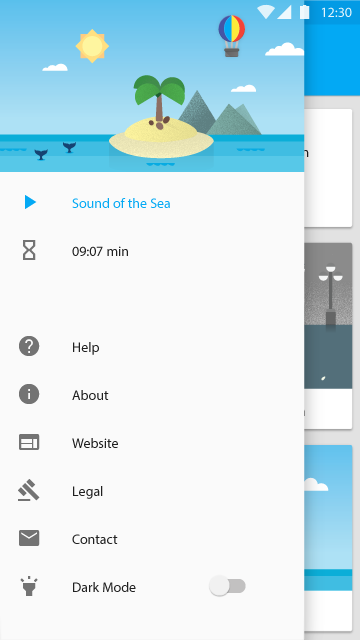 12:30
Sound of the Sea
09:07 min
Help
About
Website
Legal
Contact
Dark Mode